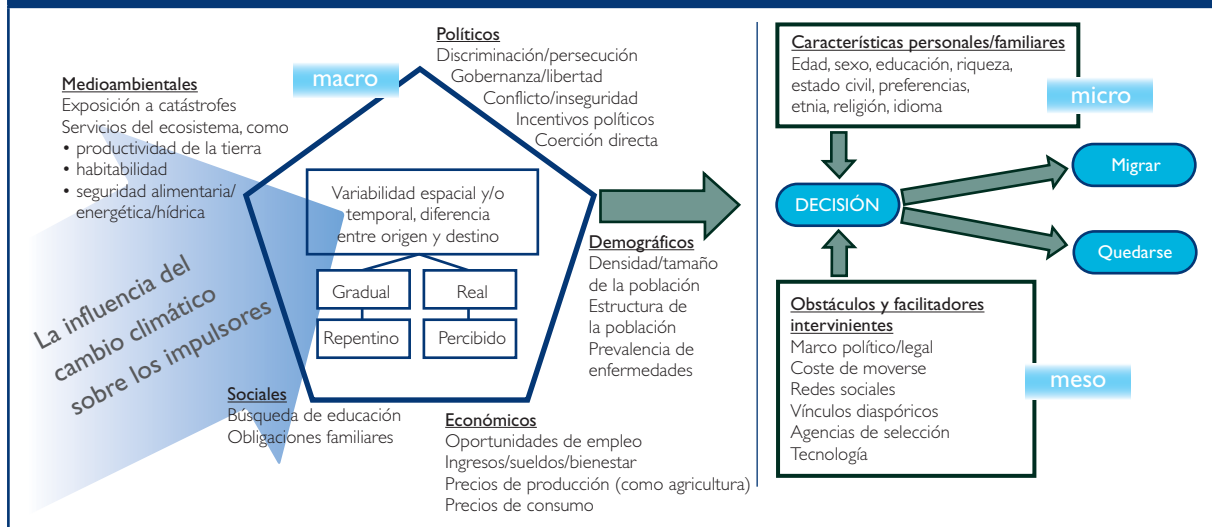 Políticos
Discriminación/persecución
Gobernanza/libertad
Conflicto/inseguridad
Incentivos políticos
Coerción directa
macro
Medioambientales
Exposición a catástrofes
Servicios del ecosistema, como
• productividad de la tierra
• habitabilidad
• seguridad alimentaria/
energética/hídrica
Variabilidad espacial y/o
temporal, diferencia
entre origen y destino
Gradual
Real
Repentino
Percibido
La influencia del
cambio climático
sobre los impulsores
Demográficos
Densidad/tamaño
de la población
Estructura de
la población
Prevalencia de
enfermedades
Sociales
Búsqueda de educación
Obligaciones familiares
Económicos
Oportunidades de empleo
Ingresos/sueldos/bienestar
Precios de producción (como agricultura)
Precios de consumo
Características personales/familiares
Edad, sexo, educación, riqueza,
estado civil, preferencias,
etnia, religión, idioma
micro
DECISIÓN
Migrar
Quedarse
Obstáculos y facilitadores
intervinientes
Marco político/legal
Coste de moverse
Redes sociales
Vínculos diaspóricos
Agencias de selección
Tecnología
meso